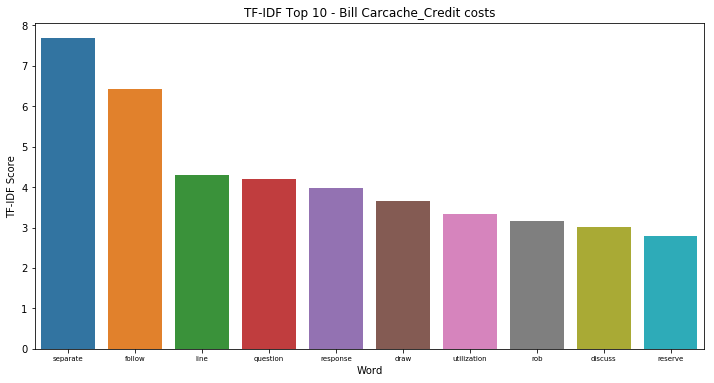 TF-IDF Top 10 - Bill Carcache_Credit costs
8
7
6
5
4
3
2
1
0
TF-IDF Score
separate follow line question response draw utilization rob discuss reserve
Word